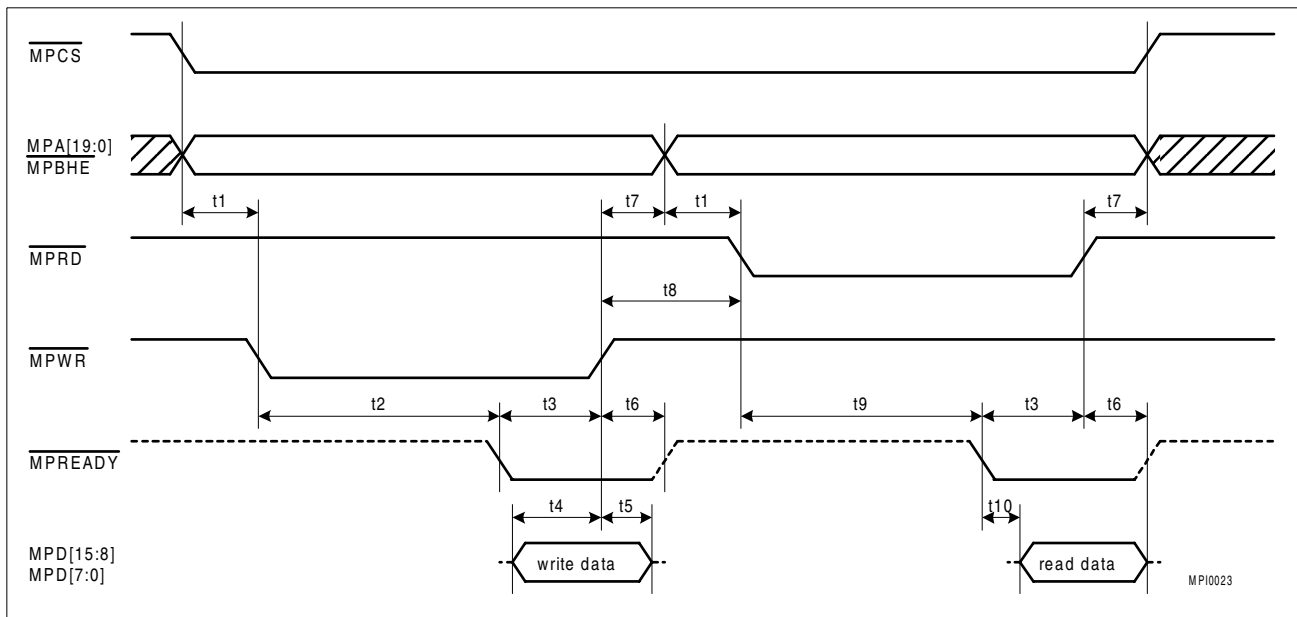 MPCS
MPA[19:0]
MPBHE
t1 t7 t1 t7
MPRD
t8
MPWR
t2 t3 t6 t9 t3 t6
MPREADY
t4 t5 t10
MPD[15:8]
MPD[7:0]
write data read data
MPI0023